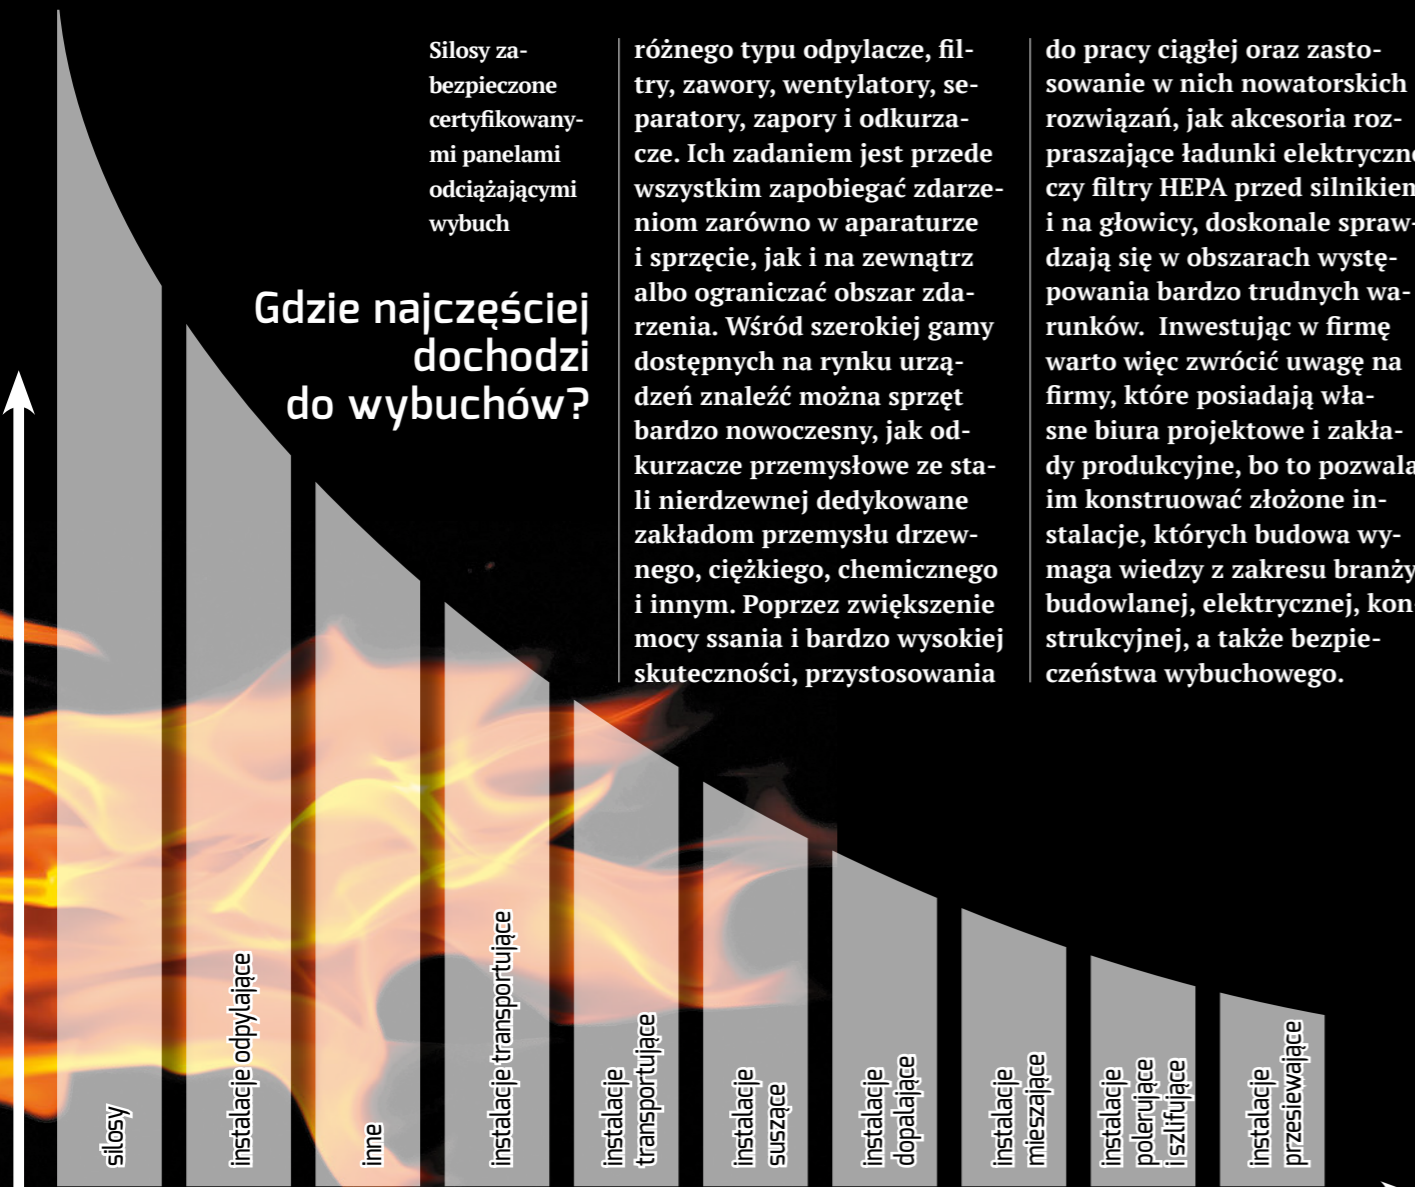 Silosy za-
bezpieczone
certyfikowany-
mi panelami
odciążającymi
wybuch
Gdzie najczęściej
dochodzi
do wybuchów?
różnego typu odpylacze, fil-
try, zawory, wentylatory, se-
paratory, zapory i odkurza-
cze. Ich zadaniem jest przede
wszystkim zapobiegać zdarze-
niom zarówno w aparaturze
i sprzęcie, jak i na zewnątrz
albo ograniczać obszar zda-
rzenia. Wśród szerokiej gamy
dostępnych na rynku urzą-
dzeń znaleźć można sprzęt
bardzo nowoczesny, jak od-
kurzacze przemysłowe ze sta-
li nierdzewnej dedykowane
zakładom przemysłu drzew-
nego, ciężkiego, chemicznego
i innym. Poprzez zwiększenie
mocy ssania i bardzo wysokiej
skuteczności, przystosowania
do pracy ciągłej oraz zasto-
sowanie w nich nowatorskich
rozwiązań, jak akcesoria roz-
praszające ładunki elektryczne
czy filtry HEPA przed silnikiem
i na głowicy, doskonale spraw-
dzają się w obszarach wystę-
powania bardzo trudnych wa-
runków. Inwestując w firmę
warto więc zwrócić uwagę na
firmy, które posiadają wła-
sne biura projektowe i zakła-
dy produkcyjne, bo to pozwala
im konstruować złożone in-
stalacje, których budowa wy-
maga wiedzy z zakresu branży
budowlanej, elektrycznej, kon
strukcyjnej, a także bezpie-
czeństwa wybuchowego.
silosy
instalacje odpylające
inne
instalacje transportujące
instalacje
transportujące
instalacje
suszące
instalacje
dopalające
instalacje
mieszające
instalacje
polerujące
i szlifujące
instalacje
przesiewające